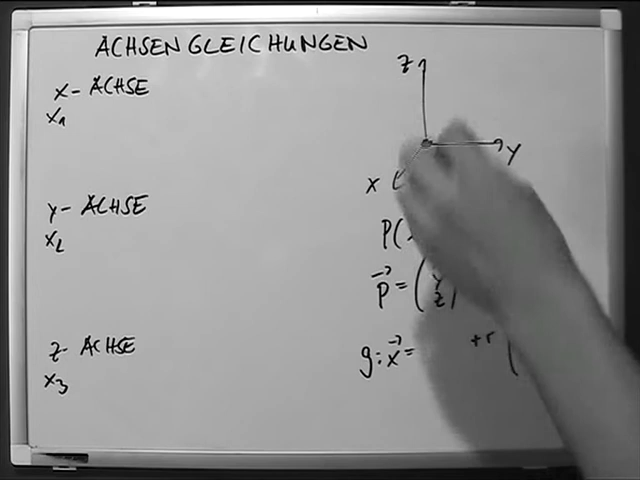 ACHSENGLEICHUNGEN
x- ACHSE
x₁
y- ACHSE
x₂
z- ACHSE
x₃
z
y
x
P(
p⃗ = ( y z )
g: x⃗ = +r (